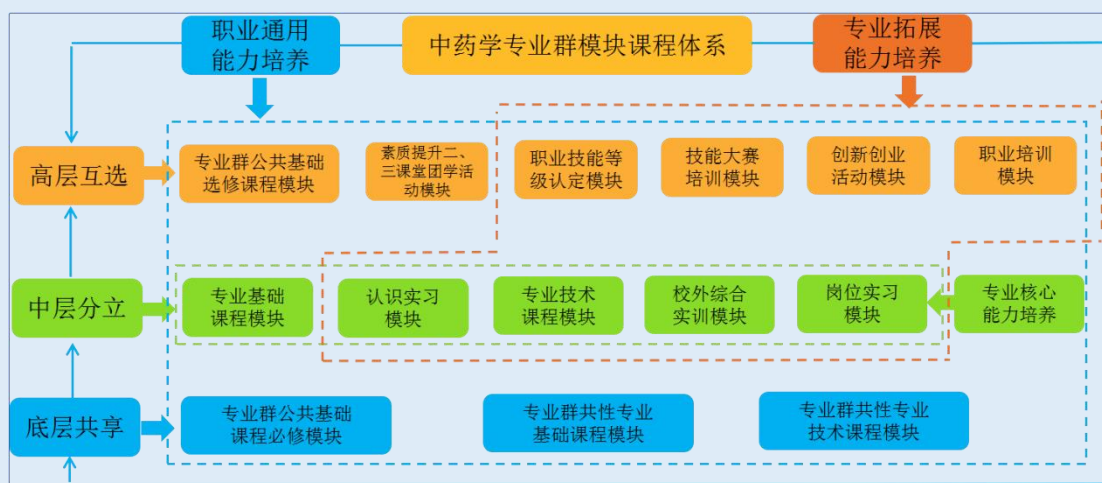 职业通用
能力培养
中药学专业群模块课程体系
专业拓展
能力培养
高层互选
专业群公共基础
选修课程模块
素质提升二、
三课堂团学活
动模块
职业技能等
级认定模块
技能大赛
培训模块
创新创业
活动模块
职业培训
模块
中层分立
专业基础
课程模块
认识实习
模块
专业技术
课程模块
校外综合
实训模块
岗位实习
模块
专业核心
能力培养
底层共享
专业群公共基础
课程必修模块
专业群共性专业
基础课程模块
专业群共性专业
技术课程模块